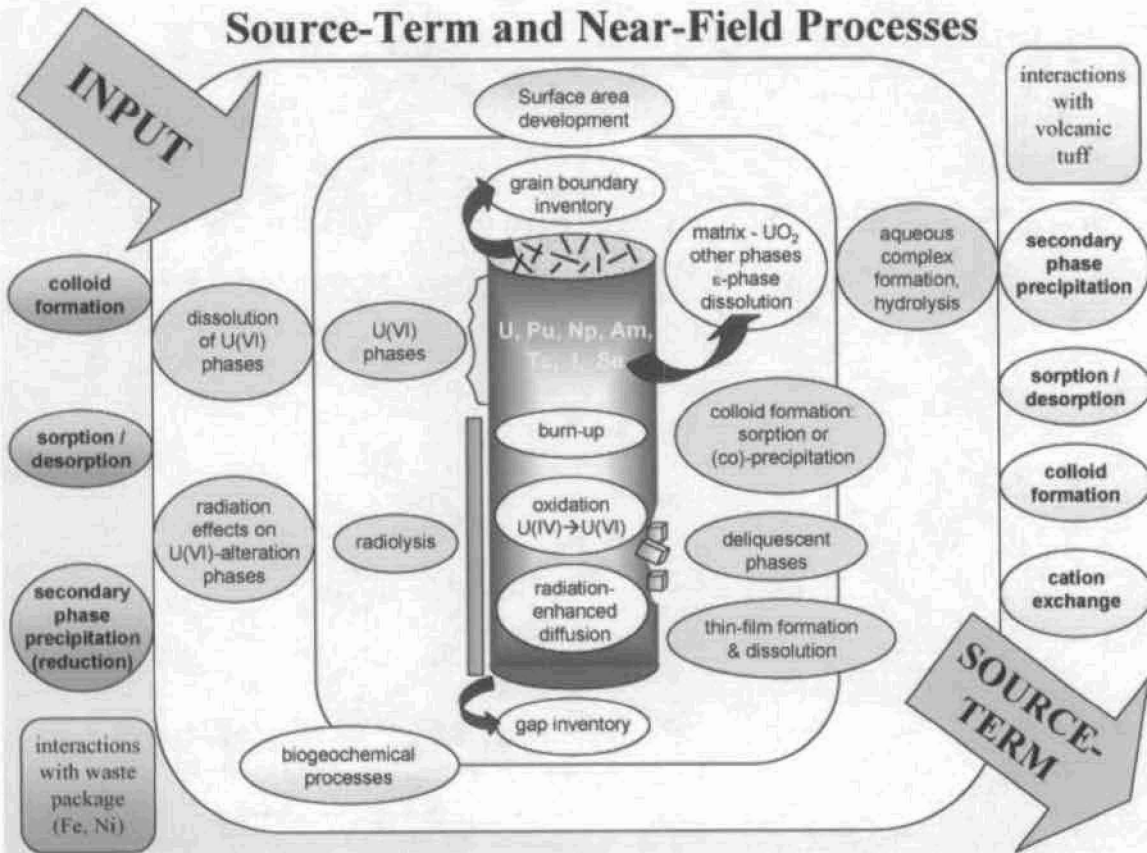 Source-Term and Near-Field Processes
INPUT
interactions
with
volcanic
tuff
Surface area
development
grain boundary
inventory
matrix - UO₂
other phases
ε-phase
dissolution
aqueous
complex
formation,
hydrolysis
secondary
phase
precipitation
colloid
formation
dissolution
of U(VI)
phases
U(VI)
phases
U, Pu, Np, Am,
sorption /
desorption
burn-up
colloid formation:
sorption or
(co)-precipitation
sorption /
desorption
colloid
formation
radiation
effects on
U(VI)-alteration
phases
radiolysis
oxidation
U(IV)→U(VI)
deliquescent
phases
cation
exchange
secondary
phase
precipitation
(reduction)
radiation-
enhanced
diffusion
thin-film formation
& dissolution
SOURCE-
TERM
gap inventory
biogeochemical
processes
interactions
with waste
package
(Fe, Ni)